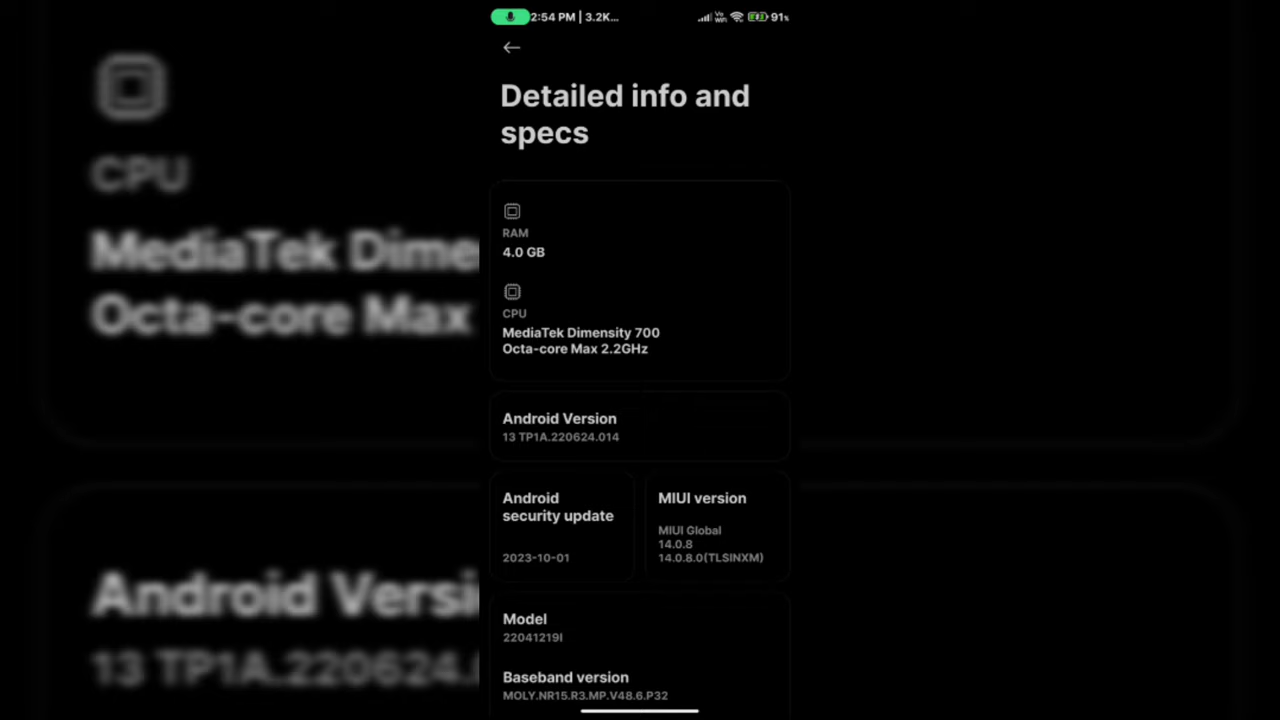 2:54 PM | 3.2K... 91%
Detailed info and
specs
RAM
4.0 GB
CPU
MediaTek Dimensity 700
Octa-core Max 2.2GHz
Android Version
13 TP1A.220624.014
Android
security update
2023-10-01
MIUI version
MIUI Global
14.0.8
14.0.8.0(TLSINXM)
Model
22041219I
Baseband version
MOLY.NR15.R3.MP.V48.6.P32
CPU
MediaTek Dime
Octa-core Max
Android Versi
13 TP1A.220624.